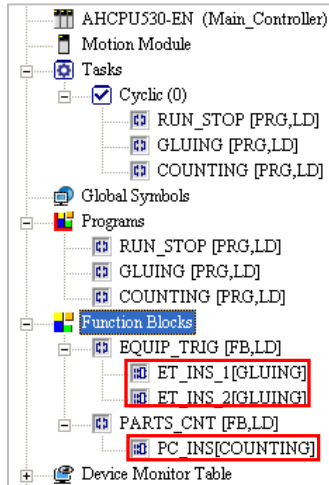 AHCPU530-EN (Main_Controller)
Motion Module
Tasks
Cyclic (0)
RUN_STOP [PRG,LD]
GLUING [PRG,LD]
COUNTING [PRG,LD]
Global Symbols
Programs
RUN_STOP [PRG,LD]
GLUING [PRG,LD]
COUNTING [PRG,LD]
Function Blocks
EQUIP_TRIG [FB,LD]
ET_INS_1[GLUING]
ET_INS_2[GLUING]
PARTS_CNT [FB,LD]
PC_INS[COUNTING]
Device Monitor Table